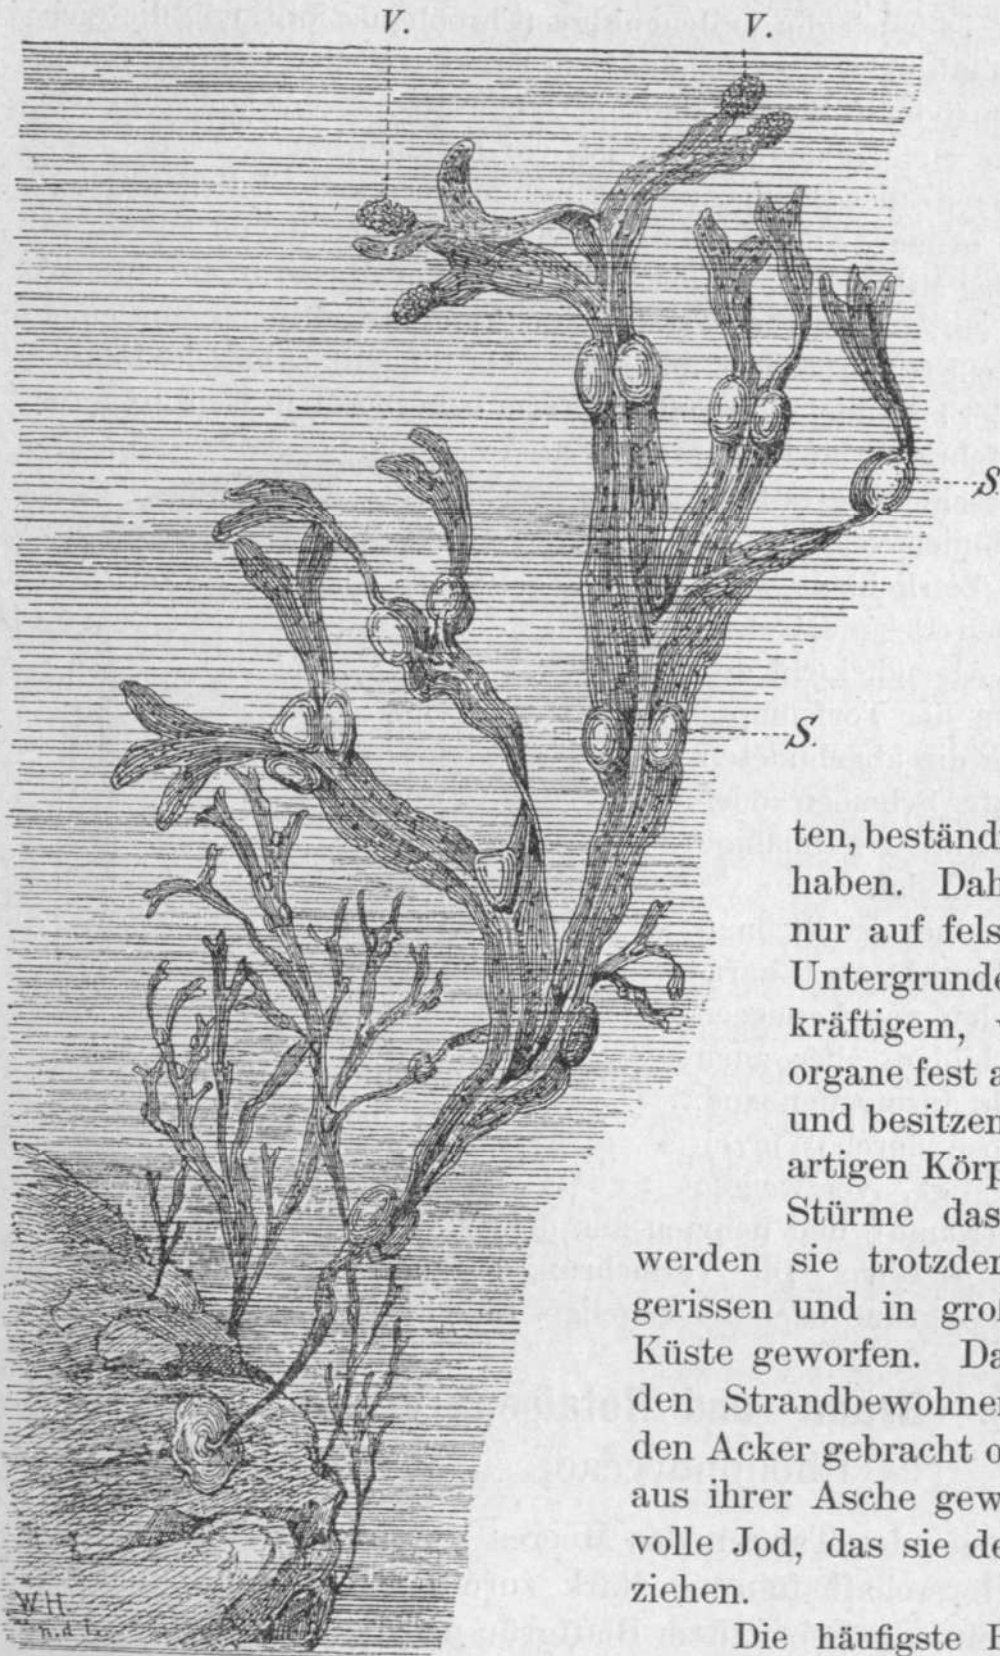 V. V.
S.
S.
ten, beständ
haben. Dah
nur auf fels
Untergrunde
kräftigem, v
organe fest a
und besitzen
artigen Körp
Stürme das
werden sie trotzder
gerissen und in gro
Küste geworfen. Da
den Strandbewohner
den Acker gebracht o
aus ihrer Asche gew
volle Jod, das sie de
ziehen.
W.H.
n.d.
Die häufigste